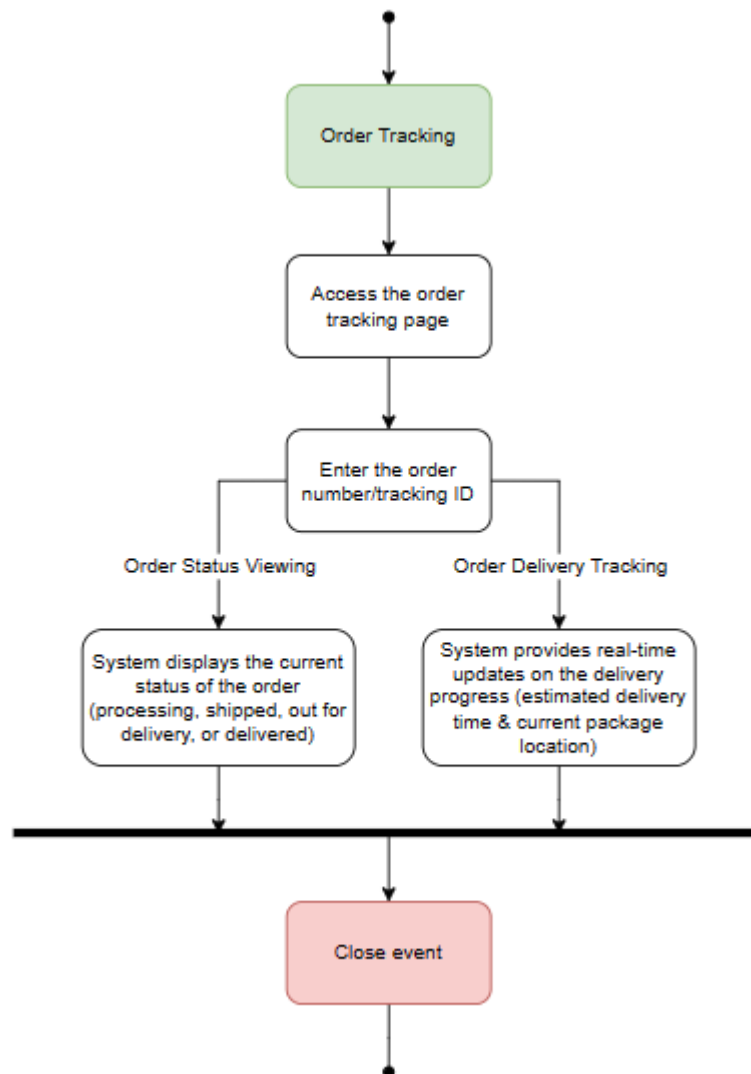 Order Tracking
Access the order
tracking page
Enter the order
number/tracking ID
Order Status Viewing
Order Delivery Tracking
System displays the current
status of the order
(processing, shipped, out for
delivery, or delivered)
System provides real-time
updates on the delivery
progress (estimated delivery
time & current package
location)
Close event